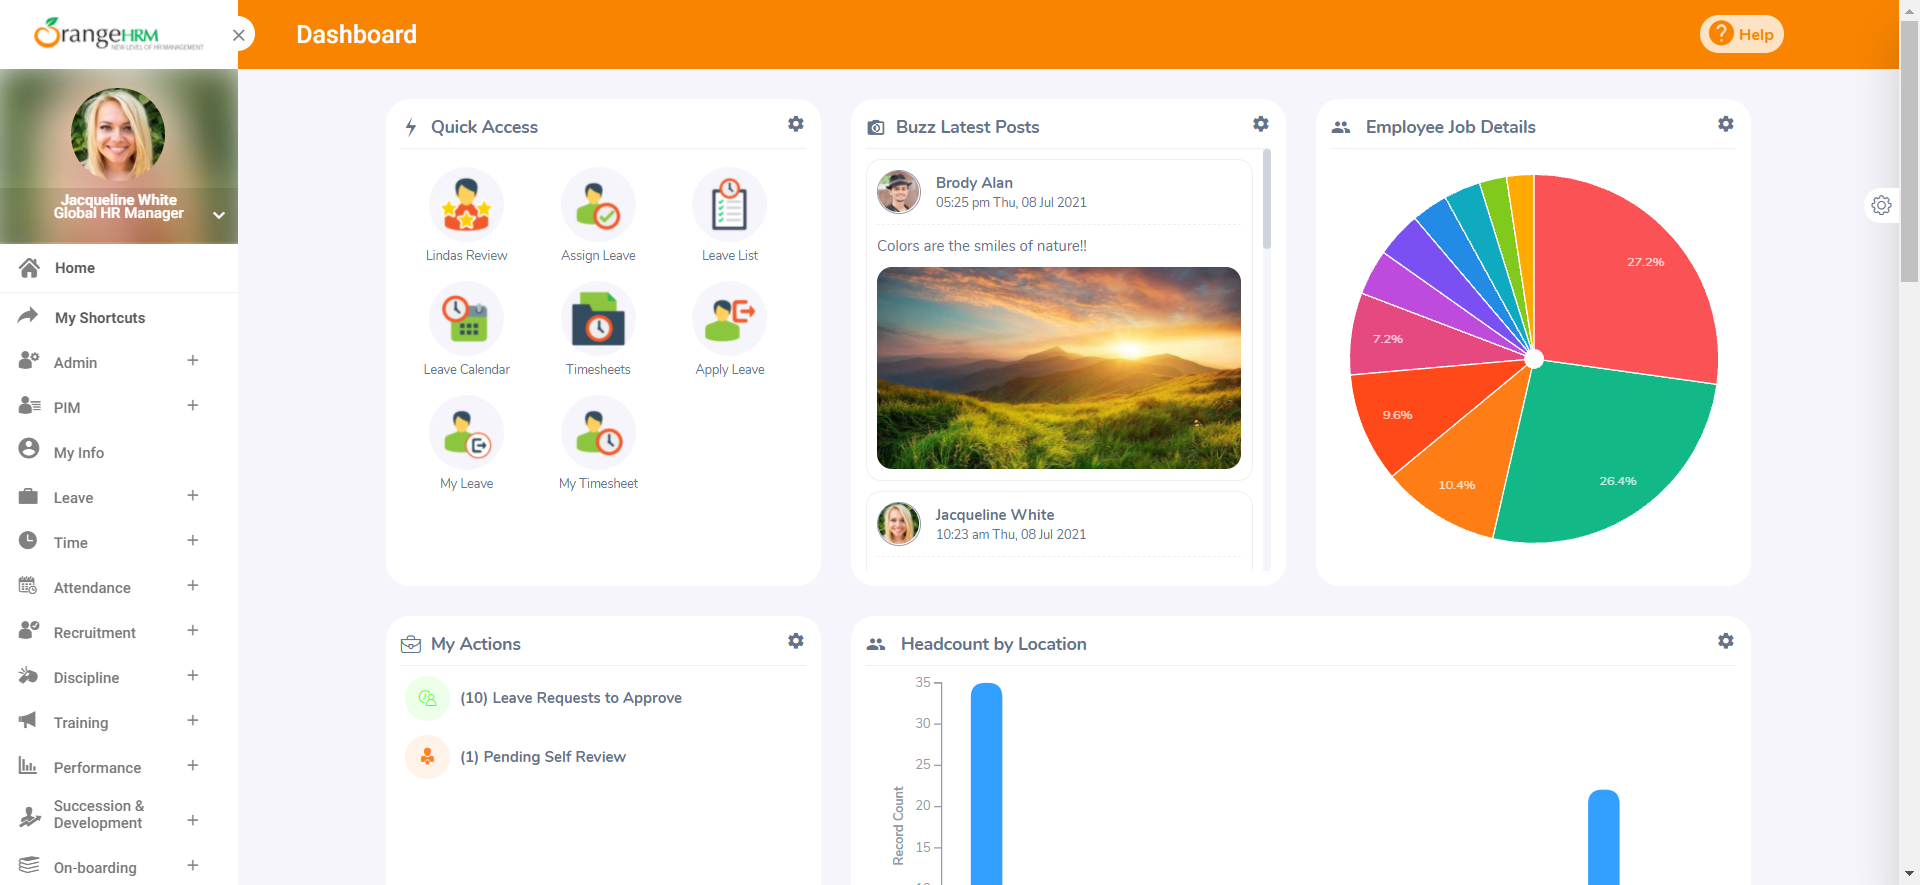 OrangeHRM
NEW LEVEL OF HR MANAGEMENT
Dashboard
? Help
Jacqueline White
Global HR Manager
Home
My Shortcuts
Admin
PIM
My Info
Leave
Time
Attendance
Recruitment
Discipline
Training
Performance
Succession &
Development
On-boarding
Quick Access
Lindas Review
Assign Leave
Leave List
Leave Calendar
Timesheets
Apply Leave
My Leave
My Timesheet
Buzz Latest Posts
Brody Alan
05:25 pm Thu, 08 Jul 2021
Colors are the smiles of nature!!
Jacqueline White
10:23 am Thu, 08 Jul 2021
Employee Job Details
27.2%
7.2%
9.6%
26.4%
10.4%
My Actions
(10) Leave Requests to Approve
(1) Pending Self Review
Headcount by Location
35
30
25
20
15
Record Count